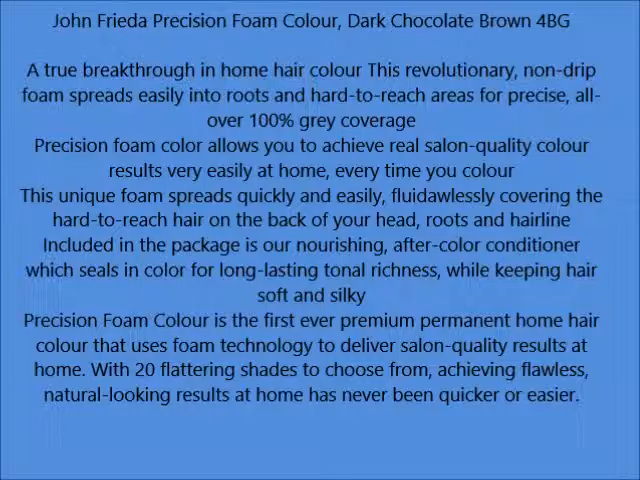 John Frieda Precision Foam Colour, Dark Chocolate Brown 4BG
A true breakthrough in home hair colour This revolutionary, non-drip
foam spreads easily into roots and hard-to-reach areas for precise, all-
over 100% grey coverage
Precision foam color allows you to achieve real salon-quality colour
results very easily at home, every time you colour
This unique foam spreads quickly and easily, fluidawlessly covering the
hard-to-reach hair on the back of your head, roots and hairline
Included in the package is our nourishing, after-color conditioner
which seals in color for long-lasting tonal richness, while keeping hair
soft and silky
Precision Foam Colour is the first ever premium permanent home hair
colour that uses foam technology to deliver salon-quality results at
home. With 20 flattering shades to choose from, achieving flawless,
natural-looking results at home has never been quicker or easier.